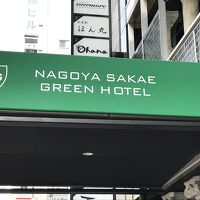 ほん丸
Ohana
NAGOYA SAKAE
GREEN HOTEL